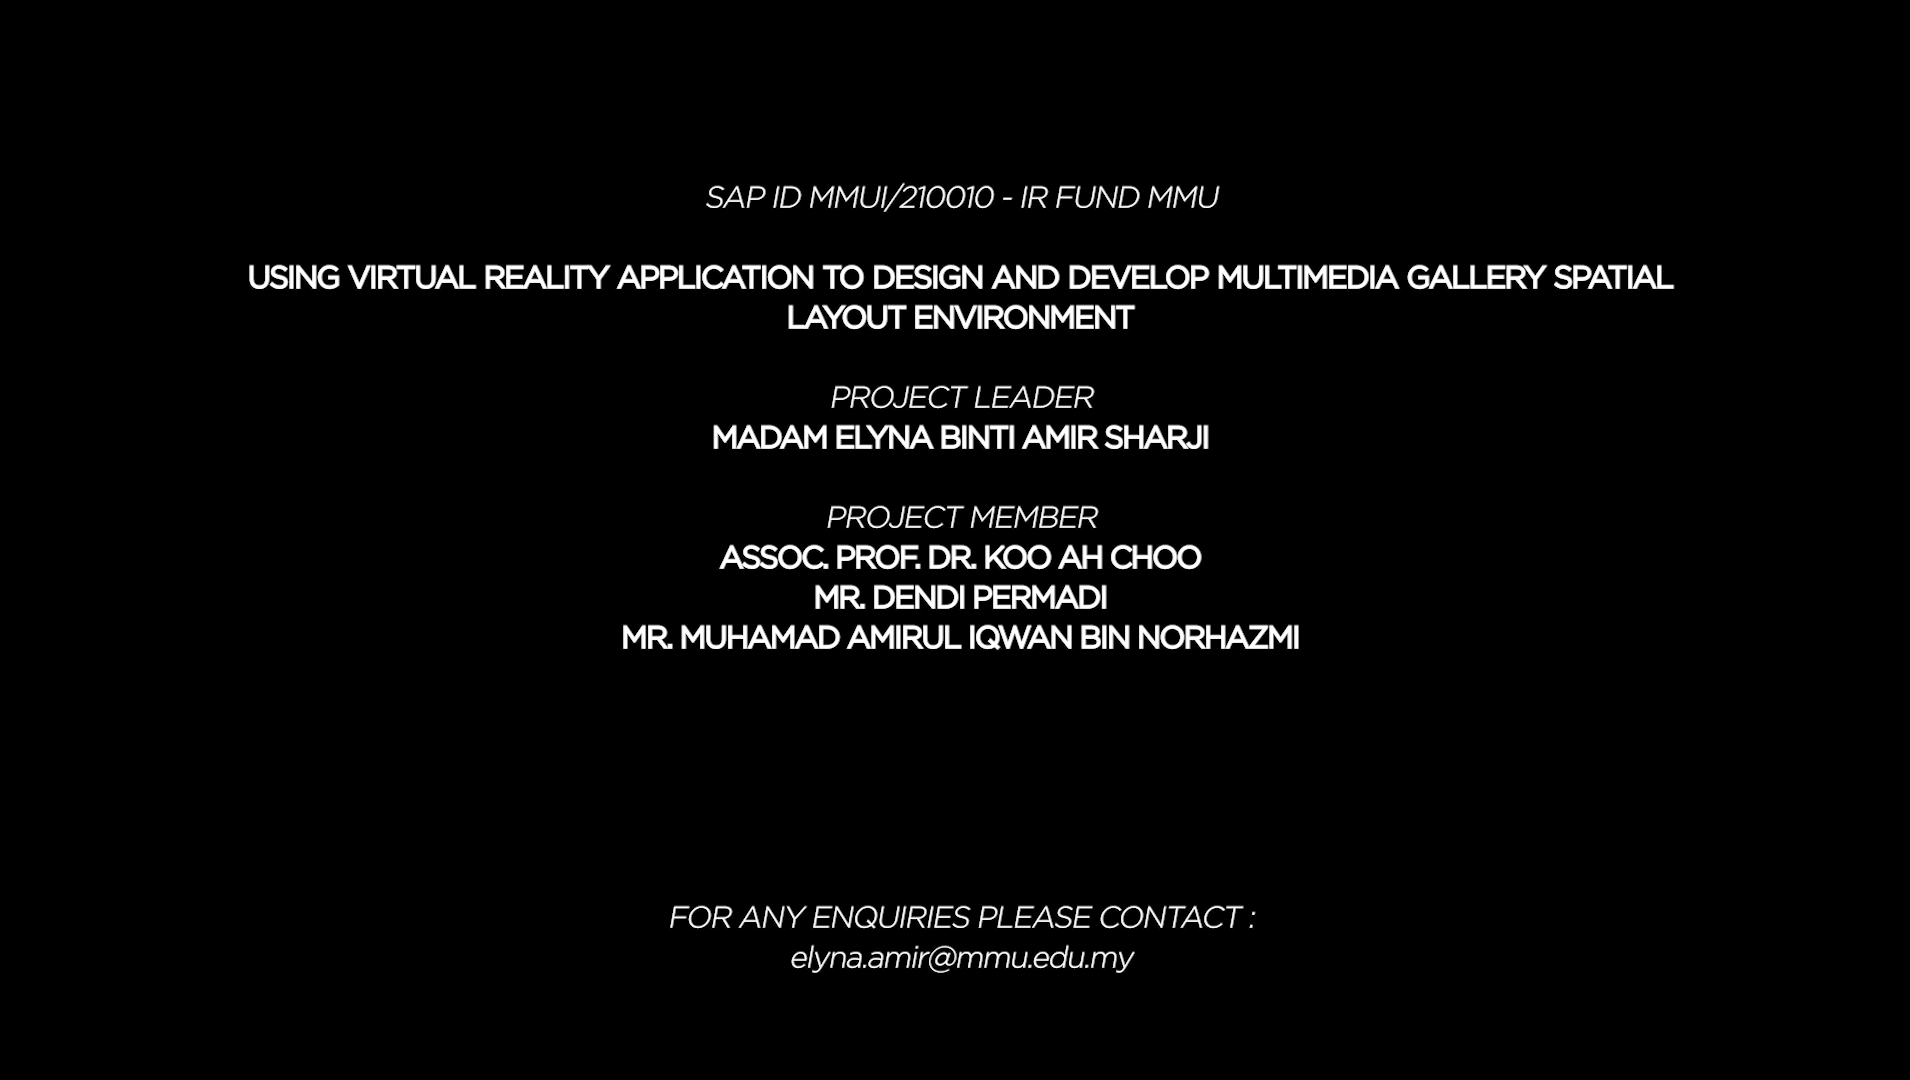 SAP ID MMUI/210010 - IR FUND MMU
USING VIRTUAL REALITY APPLICATION TO DESIGN AND DEVELOP MULTIMEDIA GALLERY SPATIAL
LAYOUT ENVIRONMENT
PROJECT LEADER
MADAM ELYNA BINTI AMIR SHARJI
PROJECT MEMBER
ASSOC. PROF. DR. KOO AH CHOO
MR. DENDI PERMADI
MR. MUHAMAD AMIRUL IQWAN BIN NORHAZMI
FOR ANY ENQUIRIES PLEASE CONTACT :
elyna.amir@mmu.edu.my